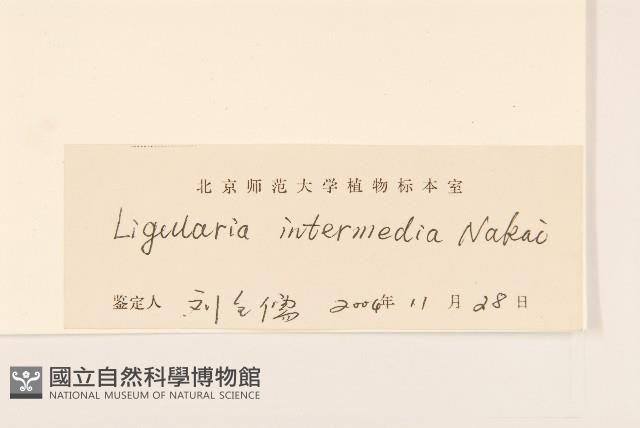 北京师范大学植物标本室
Ligularia intermedia Nakai
鉴定人 刘全儒 2004年 11 月 28 日
國立自然科學博物館
NATIONAL MUSEUM OF NATURAL SCIENCE